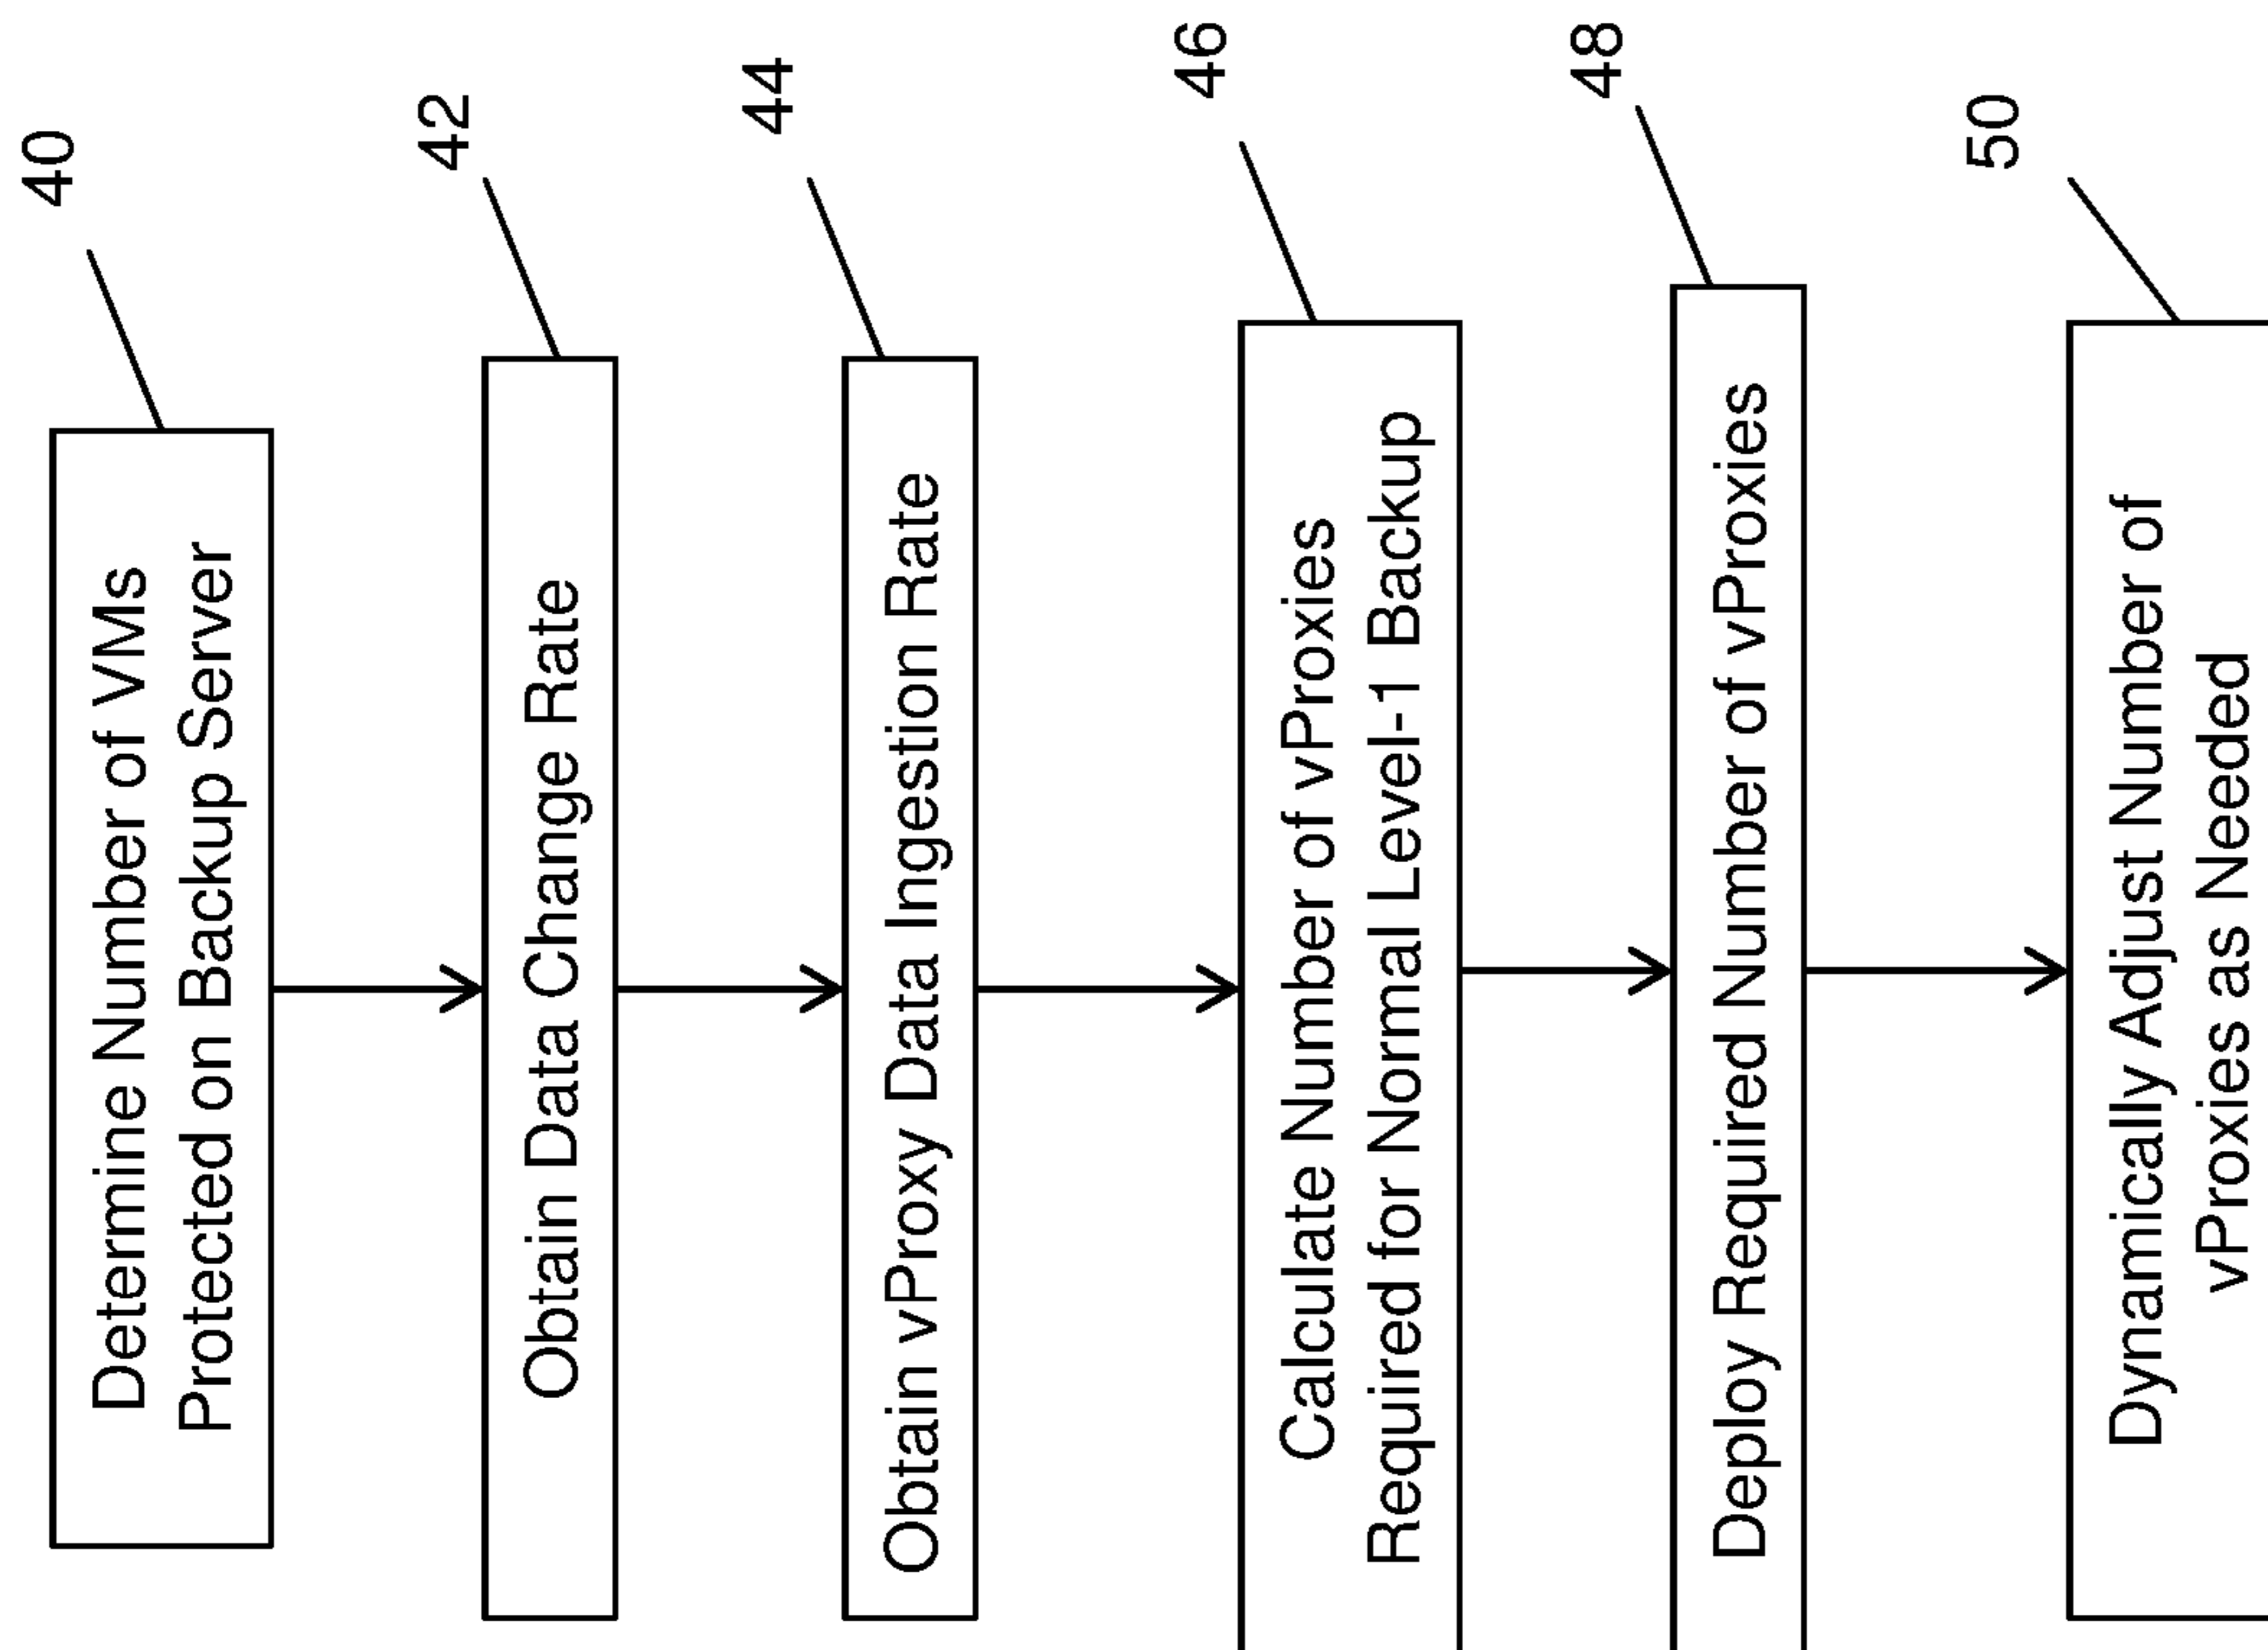 40
Determine Number of VMs
Protected on Backup Server
42
Obtain Data Change Rate
44
Obtain vProxy Data Ingestion Rate
46
Calculate Number of vProxies
Required for Normal Level-1 Backup
48
Deploy Required Number of vProxies
50
Dynamically Adjust Number of
vProxies as Needed